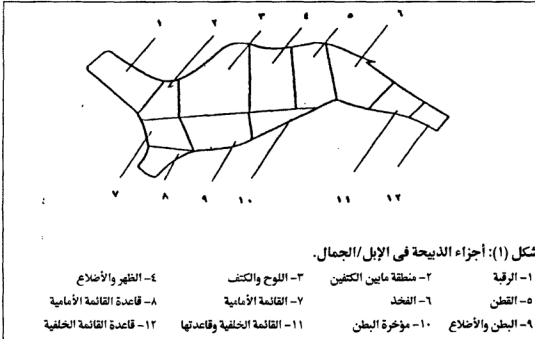 ١ ٢ ٣ ٤ ٥ ٦
٧ ٨ ٩ ١٠ ١١ ١٢
شكل (١): أجزاء الذبيحة فى الإبل/الجمال.
١- الرقبة ٢- منطقة مابين الكتفين ٣- اللوح والكتف ٤- الظهر والأضلاع
٥- القطن ٦- الفخذ ٧- القائمة الأمامية ٨- قاعدة القائمة الأمامية
٩- البطن والأضلاع ١٠- مؤخرة البطن ١١- القائمة الخلفية وقاعدتها ١٢- قاعدة القائمة الخلفية